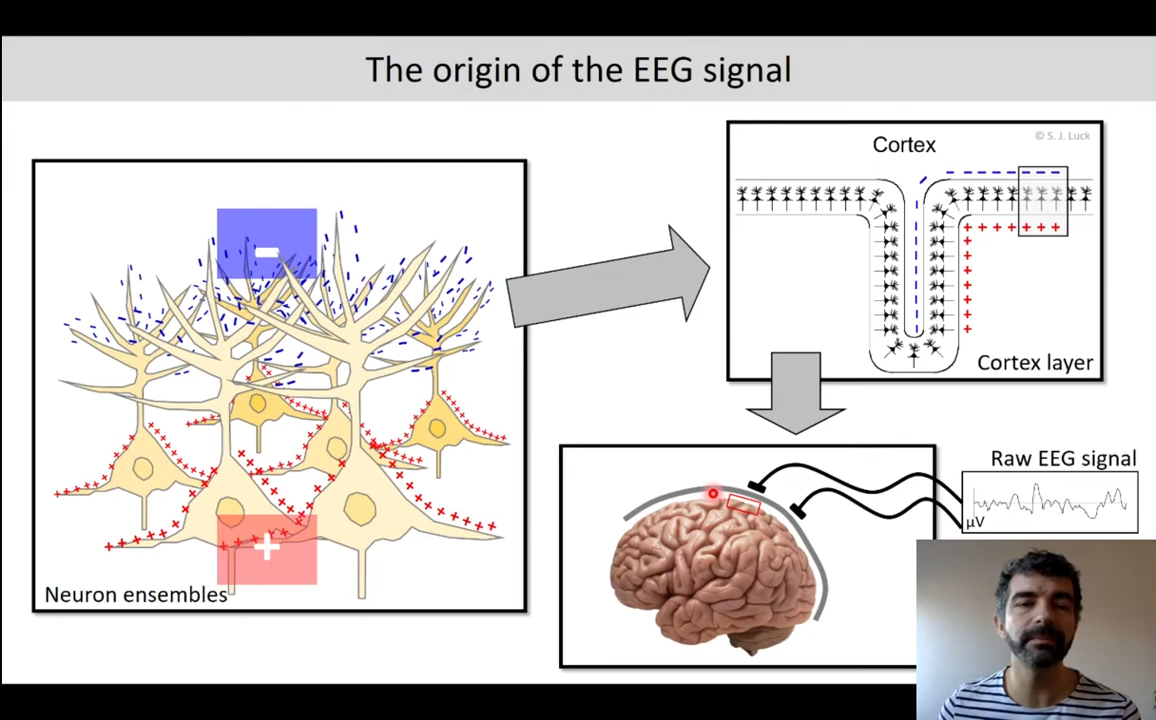 The origin of the EEG signal
Neuron ensembles
© S. J. Luck
Cortex
Cortex layer
Raw EEG signal
µV